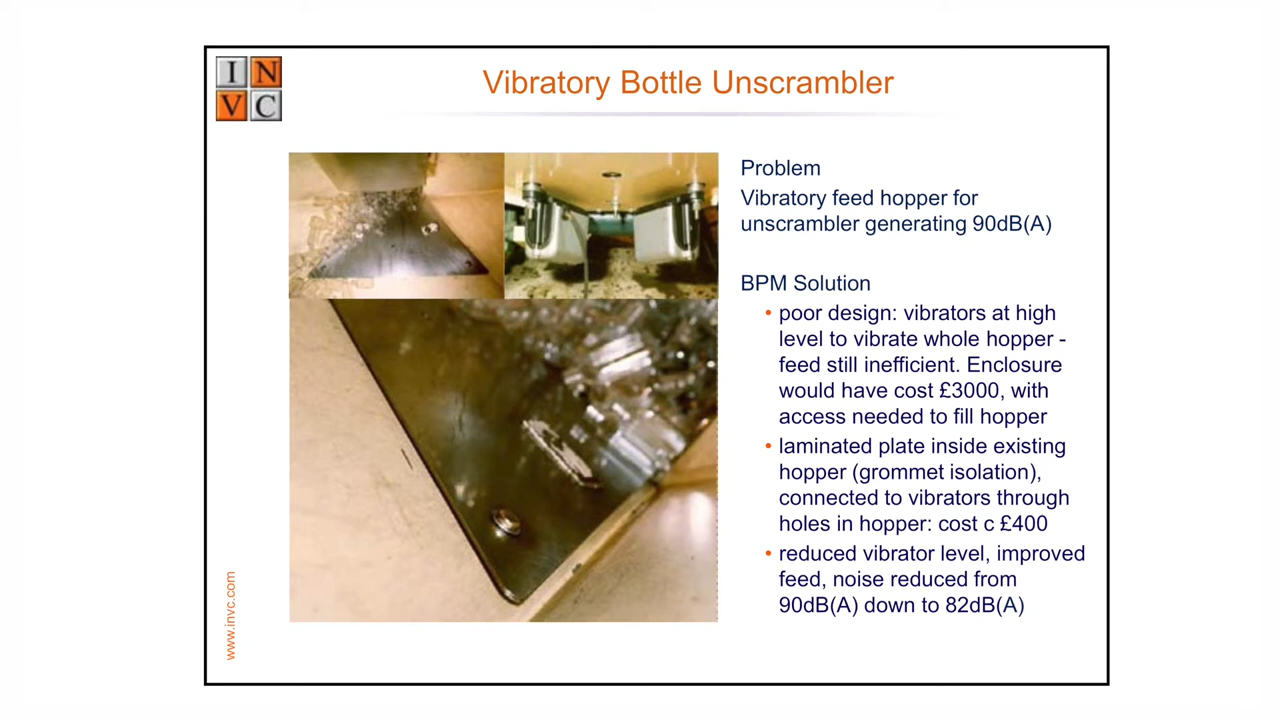 I N
V C
Vibratory Bottle Unscrambler
Problem
Vibratory feed hopper for
unscrambler generating 90dB(A)
BPM Solution
• poor design: vibrators at high
level to vibrate whole hopper -
feed still inefficient. Enclosure
would have cost £3000, with
access needed to fill hopper
• laminated plate inside existing
hopper (grommet isolation),
connected to vibrators through
holes in hopper: cost c £400
• reduced vibrator level, improved
feed, noise reduced from
90dB(A) down to 82dB(A)
www.invc.com